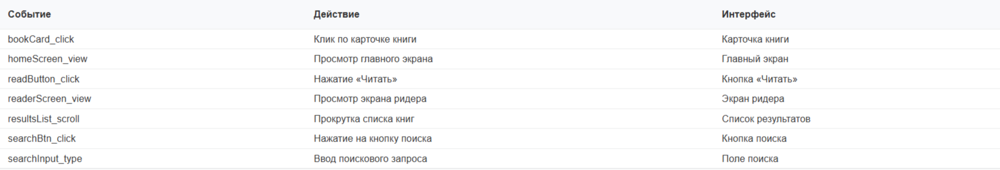 Событие Действие Интерфейс
bookCard_click Клик по карточке книги Карточка книги
homeScreen_view Просмотр главного экрана Главный экран
readButton_click Нажатие «Читать» Кнопка «Читать»
readerScreen_view Просмотр экрана ридера Экран ридера
resultsList_scroll Прокрутка списка книг Список результатов
searchBtn_click Нажатие на кнопку поиска Кнопка поиска
searchInput_type Ввод поискового запроса Поле поиска